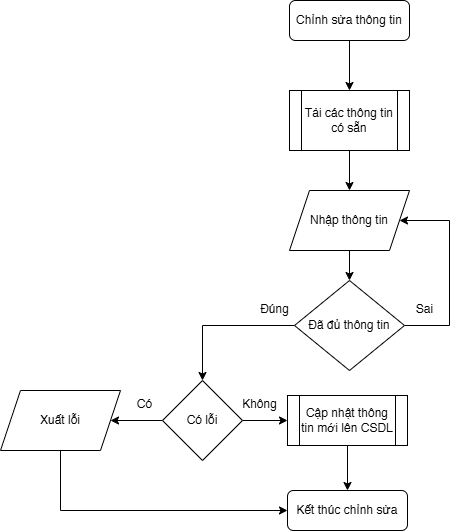 Chỉnh sửa thông tin
Tải các thông tin
có sẵn
Nhập thông tin
Đúng
Đã đủ thông tin
Sai
Xuất lỗi
Có
Có lỗi
Không
Cập nhật thông
tin mới lên CSDL
Kết thúc chỉnh sửa